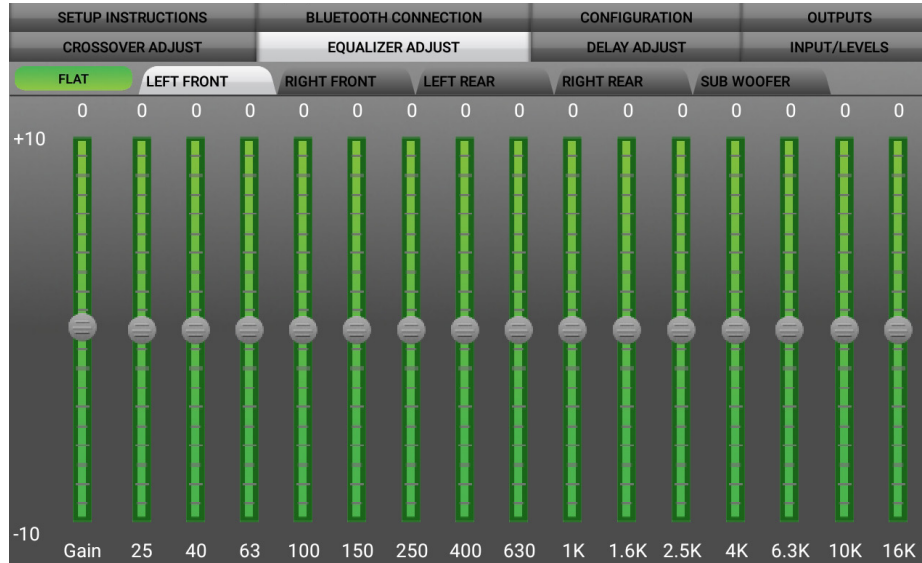 SETUP INSTRUCTIONS BLUETOOTH CONNECTION CONFIGURATION OUTPUTS
CROSSOVER ADJUST EQUALIZER ADJUST DELAY ADJUST INPUT/LEVELS
FLAT LEFT FRONT RIGHT FRONT LEFT REAR RIGHT REAR SUB WOOFER
0 0 0 0 0 0 0 0 0 0 0 0 0 0 0 0
+10
-10
Gain 25 40 63 100 150 250 400 630 1K 1.6K 2.5K 4K 6.3K 10K 16K